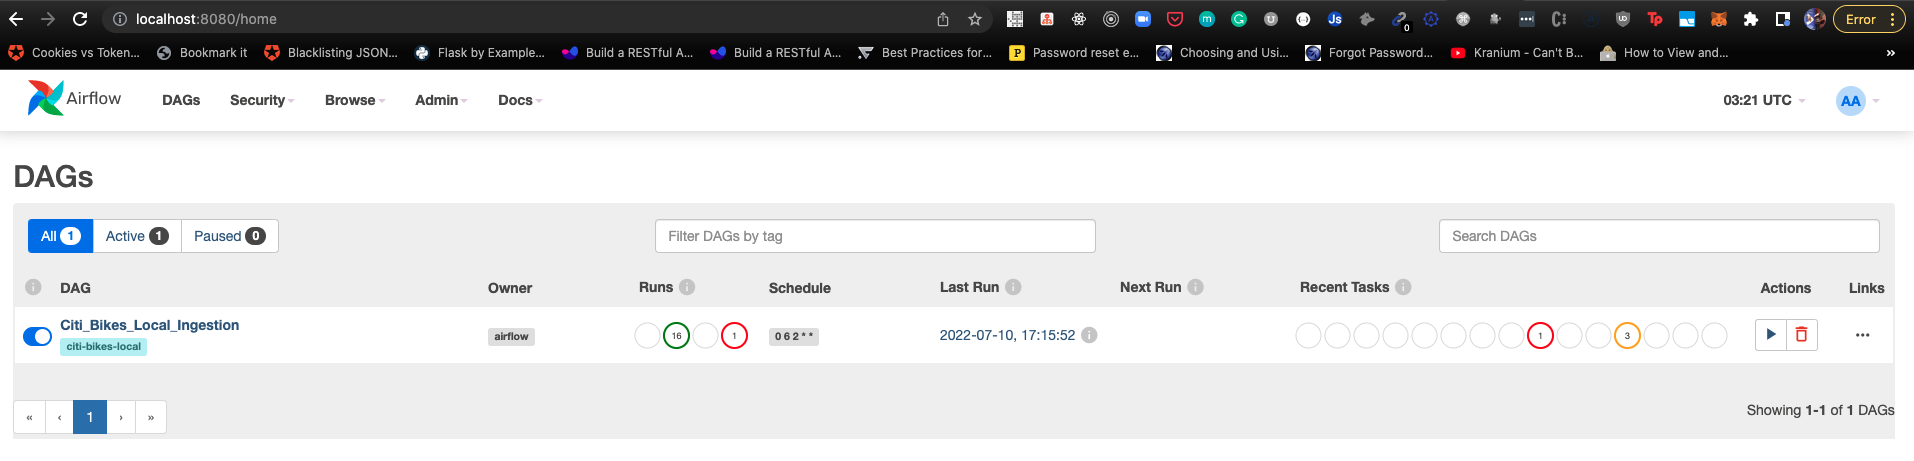 localhost:8080/home
0
Error
Cookies vs Token...
Bookmark it
Blacklisting JSON...
Flask by Example...
Build a RESTful A...
Build a RESTful A...
Best Practices for...
Password reset e...
Choosing and Usi...
Forgot Password...
Kranium - Can't B...
How to View and...
»
Airflow
DAGs
Security
Browse
Admin
Docs
03:21 UTC
AA
DAGs
All 1
Active 1
Paused 0
Filter DAGs by tag
Search DAGs
DAG
Owner
Runs
Schedule
Last Run
Next Run
Recent Tasks
Actions
Links
Citi_Bikes_Local_Ingestion
citi-bikes-local
airflow
16
1
0 6 2 * *
2022-07-10, 17:15:52
1
3
« ‹ 1 › »
Showing 1-1 of 1 DAGs